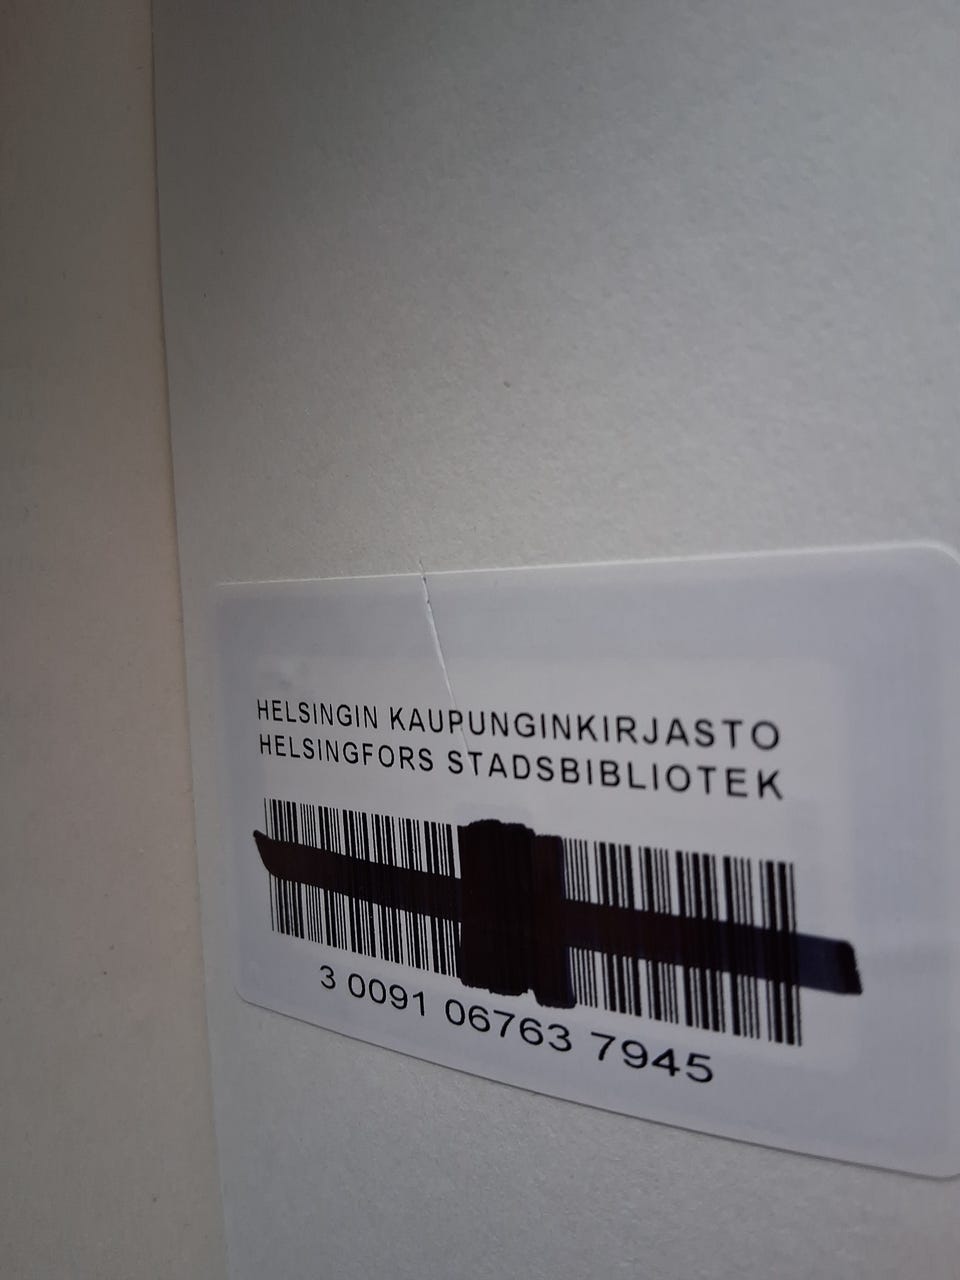 HELSINGIN KAUPUNGINKIRJASTO
HELSINGFORS STADSBIBLIOTEK
3 0091 06763 7945